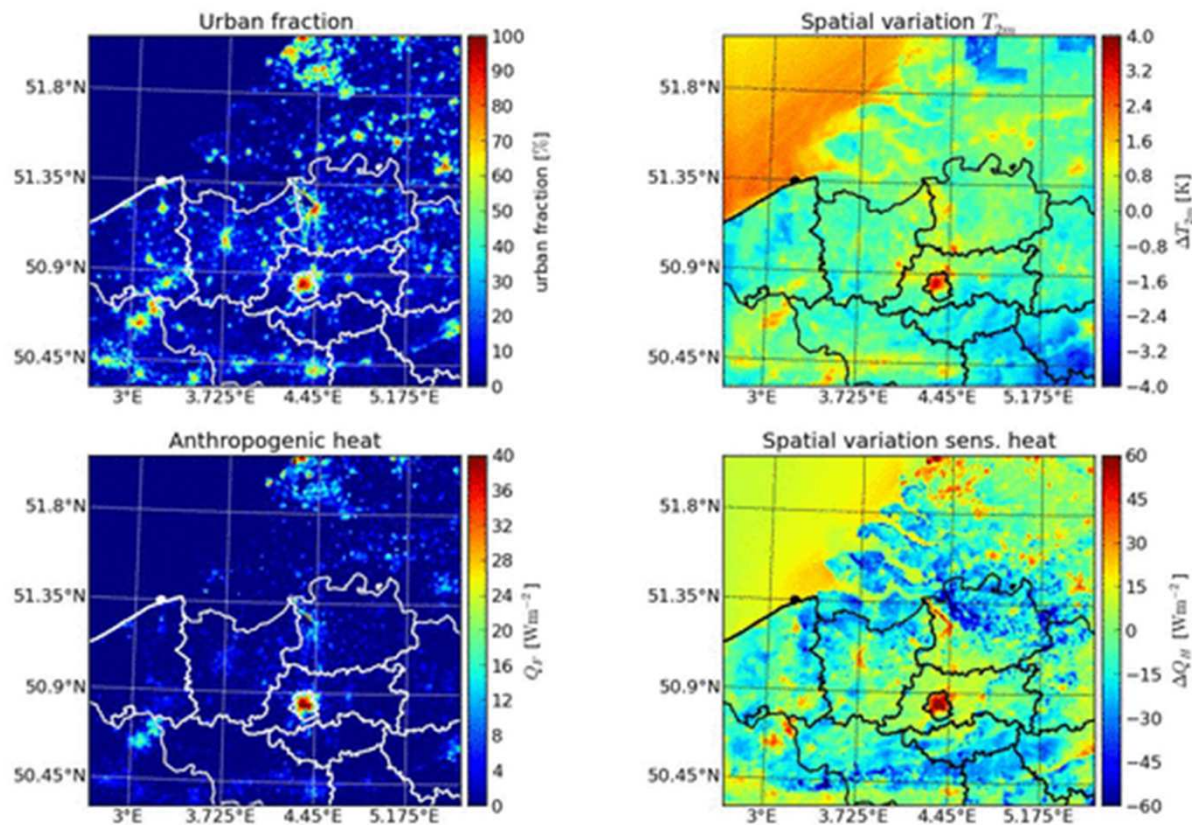 Urban fraction
51.8°N
51.35°N
50.9°N
50.45°N
3°E 3.725°E 4.45°E 5.175°E
100
90
80
70
60
50
40
30
20
10
0
urban fraction [%]
Spatial variation T2m
51.8°N
51.35°N
50.9°N
50.45°N
3°E 3.725°E 4.45°E 5.175°E
4.0
3.2
2.4
1.6
0.8
0.0
−0.8
−1.6
−2.4
−3.2
−4.0
ΔT2m [K]
Anthropogenic heat
51.8°N
51.35°N
50.9°N
50.45°N
3°E 3.725°E 4.45°E 5.175°E
40
36
32
28
24
20
16
12
8
4
0
QF [Wm−2]
Spatial variation sens. heat
51.8°N
51.35°N
50.9°N
50.45°N
3°E 3.725°E 4.45°E 5.175°E
60
45
30
15
0
−15
−30
−45
−60
ΔQH [Wm−2]